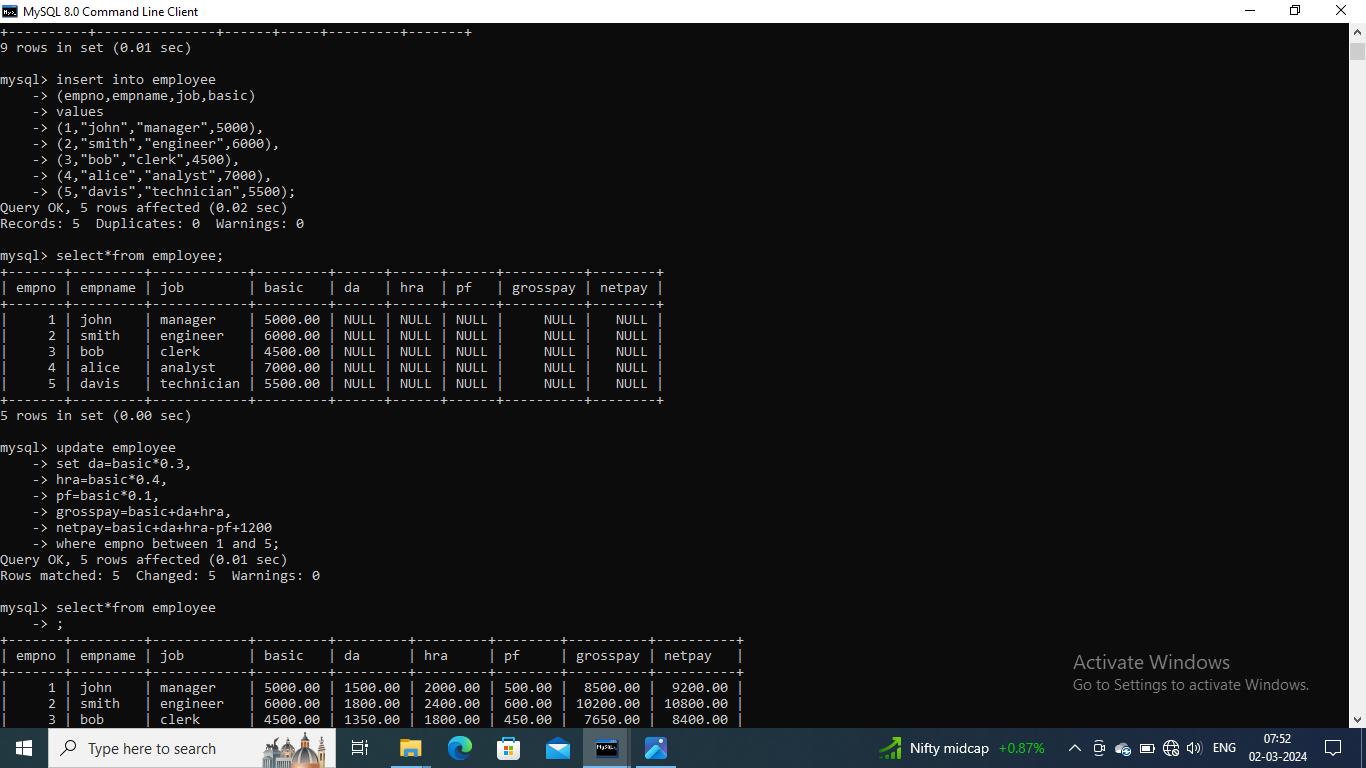 MySQL 8.0 Command Line Client
+----------+---------------+------+-----+---------+-------+
9 rows in set (0.01 sec)
mysql> insert into employee
    -> (empno,empname,job,basic)
    -> values
    -> (1,"john","manager",5000),
    -> (2,"smith","engineer",6000),
    -> (3,"bob","clerk",4500),
    -> (4,"alice","analyst",7000),
    -> (5,"davis","technician",5500);
Query OK, 5 rows affected (0.02 sec)
Records: 5  Duplicates: 0  Warnings: 0
mysql> select*from employee;
+-------+---------+------------+---------+------+------+------+----------+--------+
| empno | empname | job        | basic   | da   | hra  | pf   | grosspay | netpay |
+-------+---------+------------+---------+------+------+------+----------+--------+
|     1 | john    | manager    | 5000.00 | NULL | NULL | NULL |     NULL |   NULL |
|     2 | smith   | engineer   | 6000.00 | NULL | NULL | NULL |     NULL |   NULL |
|     3 | bob     | clerk      | 4500.00 | NULL | NULL | NULL |     NULL |   NULL |
|     4 | alice   | analyst    | 7000.00 | NULL | NULL | NULL |     NULL |   NULL |
|     5 | davis   | technician | 5500.00 | NULL | NULL | NULL |     NULL |   NULL |
+-------+---------+------------+---------+------+------+------+----------+--------+
5 rows in set (0.00 sec)
mysql> update employee
    -> set da=basic*0.3,
    -> hra=basic*0.4,
    -> pf=basic*0.1,
    -> grosspay=basic+da+hra,
    -> netpay=basic+da+hra-pf+1200
    -> where empno between 1 and 5;
Query OK, 5 rows affected (0.01 sec)
Rows matched: 5  Changed: 5  Warnings: 0
mysql> select*from employee
    -> ;
+-------+---------+------------+---------+---------+---------+--------+----------+----------+
| empno | empname | job        | basic   | da      | hra     | pf     | grosspay | netpay   |
+-------+---------+------------+---------+---------+---------+--------+----------+----------+
|     1 | john    | manager    | 5000.00 | 1500.00 | 2000.00 | 500.00 |  8500.00 |  9200.00 |
|     2 | smith   | engineer   | 6000.00 | 1800.00 | 2400.00 | 600.00 | 10200.00 | 10800.00 |
|     3 | bob     | clerk      | 4500.00 | 1350.00 | 1800.00 | 450.00 |  7650.00 |  8400.00 |
Activate Windows
Go to Settings to activate Windows.
Type here to search
Nifty midcap +0.87%
ENG
07:52
02-03-2024